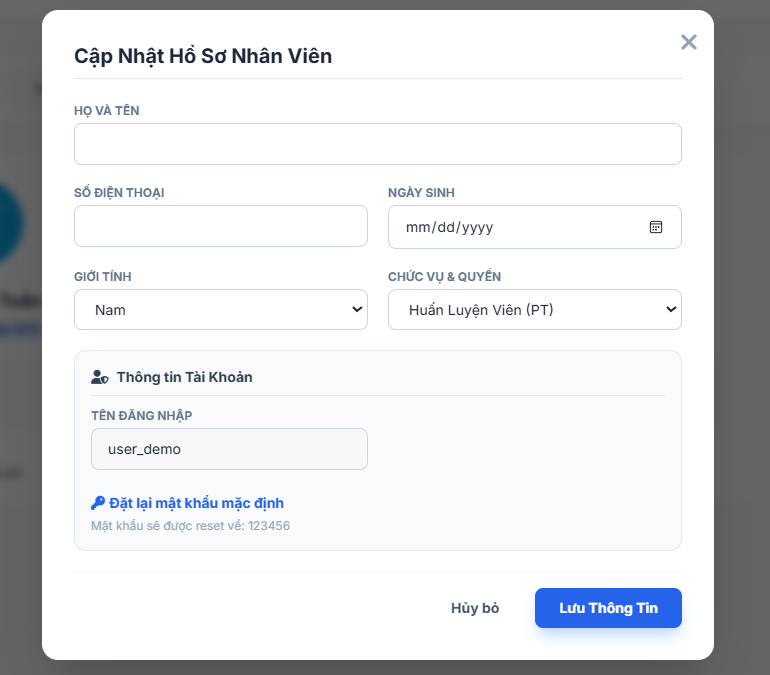 Cập Nhật Hồ Sơ Nhân Viên
HỌ VÀ TÊN
SỐ ĐIỆN THOẠI
NGÀY SINH
mm/dd/yyyy
GIỚI TÍNH
CHỨC VỤ & QUYỀN
Nam
Huấn Luyện Viên (PT)
Thông tin Tài Khoản
TÊN ĐĂNG NHẬP
user_demo
Đặt lại mật khẩu mặc định
Mật khẩu sẽ được reset về: 123456
Hủy bỏ
Lưu Thông Tin